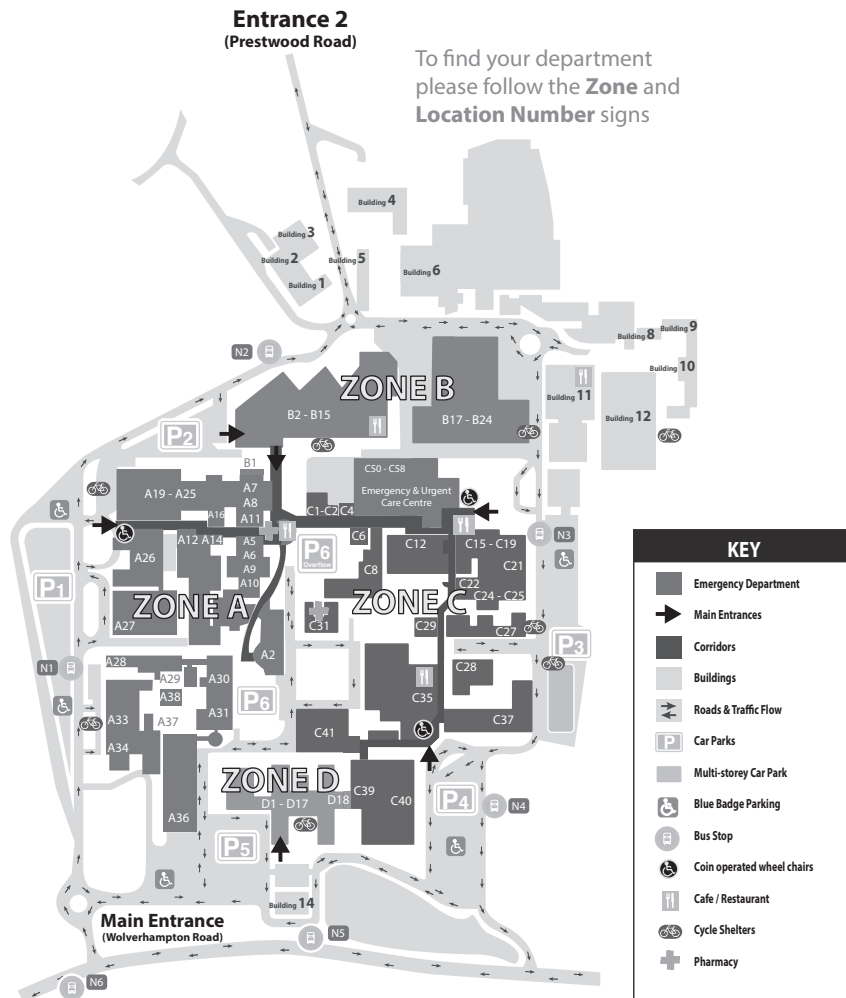 Entrance 2
(Prestwood Road)
To find your department
please follow the Zone and
Location Number signs
Building 4
Building 3
Building 2
Building 5
Building 6
Building 1
Building 8
Building 9
Building 10
Building 11
Building 12
N2
ZONE B
B2 - B15
B17 - B24
P2
B1
C50 - C58
Emergency & Urgent
Care Centre
A19 - A25
A7
A8
A16
A11
C1-C2
C4
A12
A14
A5
A6
A9
A10
A26
P6
Overflow
C6
C8
C12
C15 - C19
C21
C22
C24 - C25
N3
P1
ZONE A
ZONE C
A27
C31
C29
C27
P3
A2
N1
A28
A29
A30
A38
C28
A33
A37
A31
P6
C35
A34
C41
C37
ZONE D
D1 - D17
D18
C39
C40
P4
N4
A36
P5
Building 14
Main Entrance
(Wolverhampton Road)
N5
N6
KEY
Emergency Department
Main Entrances
Corridors
Buildings
Roads & Traffic Flow
P
Car Parks
Multi-storey Car Park
Blue Badge Parking
Bus Stop
Coin operated wheel chairs
Cafe / Restaurant
Cycle Shelters
Pharmacy